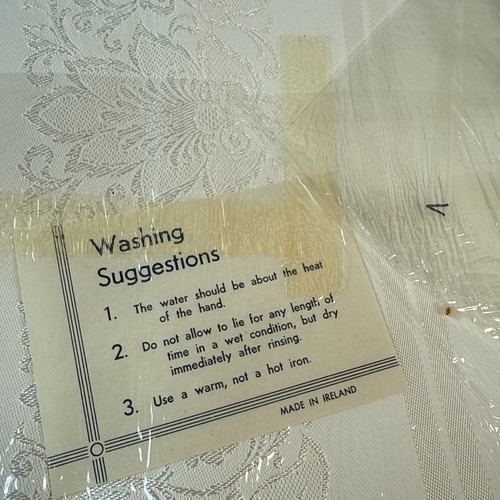 Washing
Suggestions
1. The water should be about the heat
of the hand.
2. Do not allow to lie for any length of
time in a wet condition, but dry
immediately after rinsing.
3. Use a warm, not a hot iron.
MADE IN IRELAND